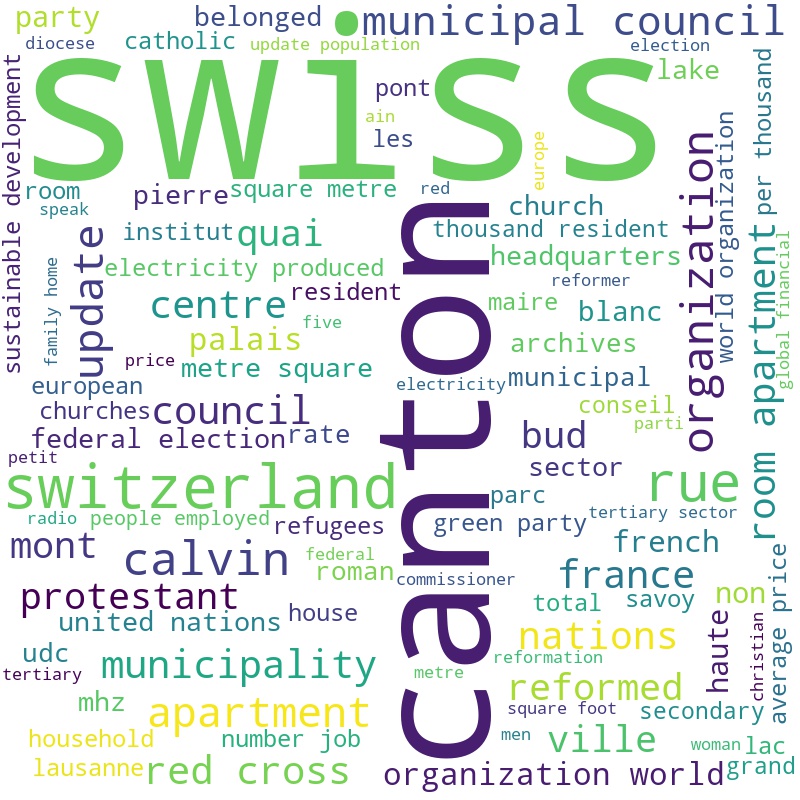 party
belonged
municipal council
diocese
catholic
update population
election
swiss
pont
lake
ain
les
europe
sustainable development
per thousand
room
pierre
square metre
red
church
organization
world organization
speak
institut
quai
thousand resident
update
electricity produced
headquarters
reformer
family home
resident
maire
blanc
centre
canton
room apartment
global financial
five
palais
archives
price
metre square
european
electricity
municipal
churches
council
conseil
parti
federal election
rate
bud
petit
sector
switzerland
rue
parc
radio
people employed
refugees
green party
tertiary sector
mont
calvin
federal
french
roman
commissioner
france
protestant
total
savoy
non
house
united nations
nations
haute
christian
average price
udc
municipality
reformation
tertiary
metre
reformed
mhz
apartment
square foot
secondary
household
number job
men
ville
woman
lac
lausanne
red cross
organization world
grand